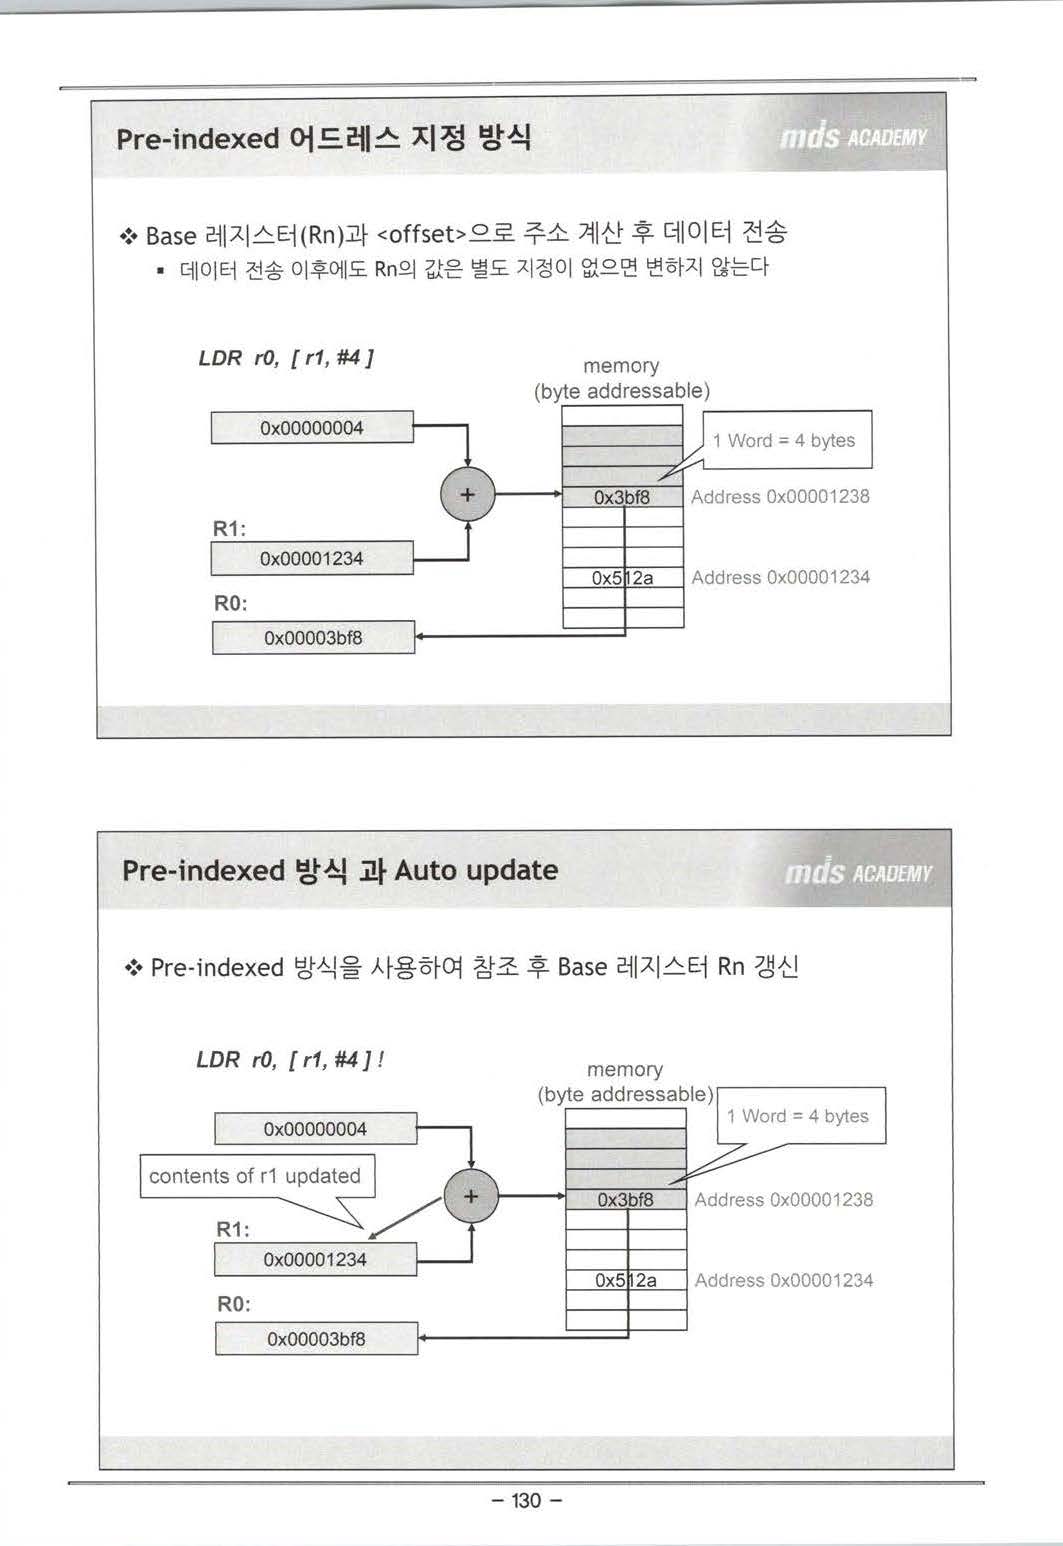 Pre-indexed 어드레스 지정 방식
mds ACADEMY
❖ Base 레지스터(Rn)과 <offset>으로 주소 계산 후 데이터 전송
▪ 데이터 전송 이후에도 Rn의 값은 별도 지정이 없으면 변하지 않는다
LDR r0, [ r1, #4 ]
memory
(byte addressable)
0x00000004
1 Word = 4 bytes
0x3bf8
Address 0x00001238
+
R1:
0x00001234
0x512a
Address 0x00001234
R0:
0x00003bf8
Pre-indexed 방식 과 Auto update
mds ACADEMY
❖ Pre-indexed 방식을 사용하여 참조 후 Base 레지스터 Rn 갱신
LDR r0, [ r1, #4 ] !
memory
(byte addressable)
1 Word = 4 bytes
0x00000004
contents of r1 updated
+
0x3bf8
Address 0x00001238
R1:
0x00001234
0x512a
Address 0x00001234
R0:
0x00003bf8
- 130 -